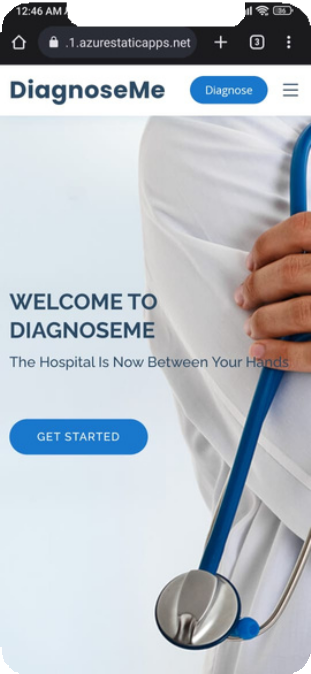 12:46 AM
.1.azurestaticapps.net
3
DiagnoseMe
Diagnose
WELCOME TO
DIAGNOSEME
The Hospital Is Now Between Your Hands
GET STARTED